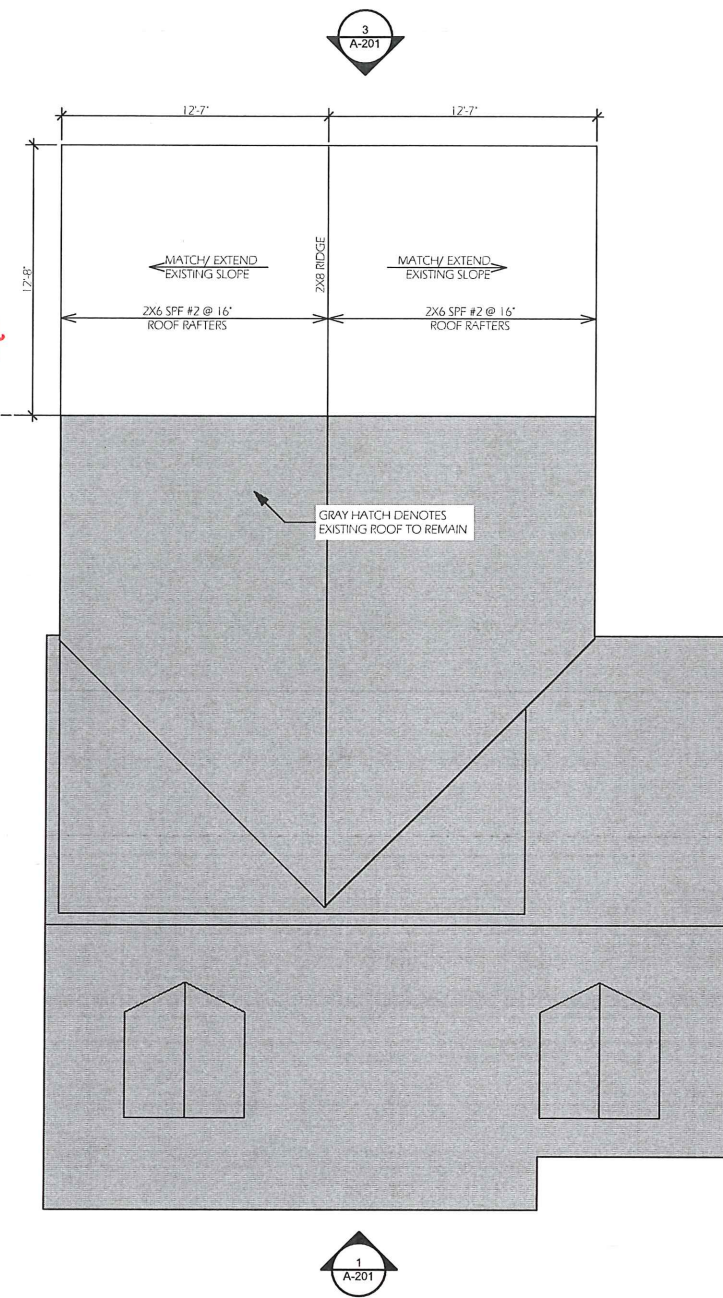 3
A-201
12'-7"
12'-7"
12'-8"
MATCH/ EXTEND
EXISTING SLOPE
2X8 RIDGE
MATCH/ EXTEND
EXISTING SLOPE
2X6 SPF #2 @ 16"
ROOF RAFTERS
2X6 SPF #2 @ 16"
ROOF RAFTERS
GRAY HATCH DENOTES
EXISTING ROOF TO REMAIN
1
A-201